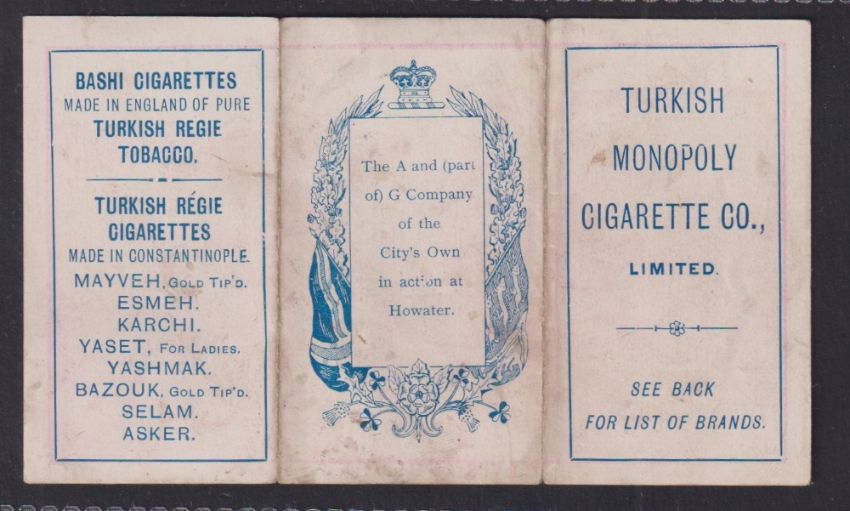 BASHI CIGARETTES
MADE IN ENGLAND OF PURE
TURKISH REGIE
TOBACCO.
TURKISH RÉGIE
CIGARETTES
MADE IN CONSTANTINOPLE.
MAYVEH, GOLD TIP'D.
ESMEH.
KARCHI.
YASET, FOR LADIES.
YASHMAK.
BAZOUK, GOLD TIP'D.
SELAM.
ASKER.
The A and (part
of) G Company
of the
City's Own
in action at
Howater.
TURKISH
MONOPOLY
CIGARETTE CO.,
LIMITED.
SEE BACK
FOR LIST OF BRANDS.